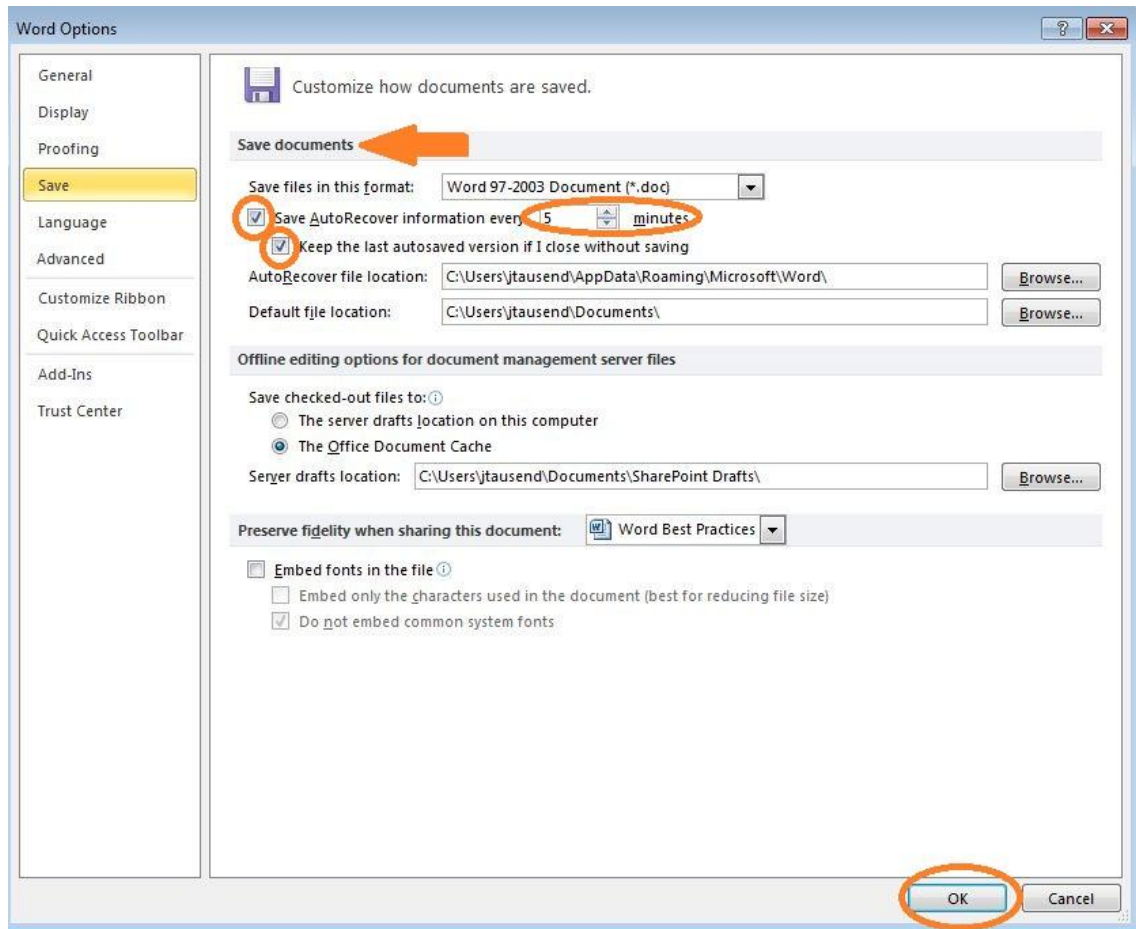 Word Options
General
Display
Proofing
Save
Language
Advanced
Customize Ribbon
Quick Access Toolbar
Add-Ins
Trust Center
Customize how documents are saved.
Save documents
Save files in this format: Word 97-2003 Document (*.doc)
Save AutoRecover information every 5 minutes
Keep the last autosaved version if I close without saving
AutoRecover file location: C:\Users\jtausend\AppData\Roaming\Microsoft\Word\ Browse...
Default file location: C:\Users\jtausend\Documents\ Browse...
Offline editing options for document management server files
Save checked-out files to:
The server drafts location on this computer
The Office Document Cache
Server drafts location: C:\Users\jtausend\Documents\SharePoint Drafts\ Browse...
Preserve fidelity when sharing this document: Word Best Practices
Embed fonts in the file
Embed only the characters used in the document (best for reducing file size)
Do not embed common system fonts
OK Cancel